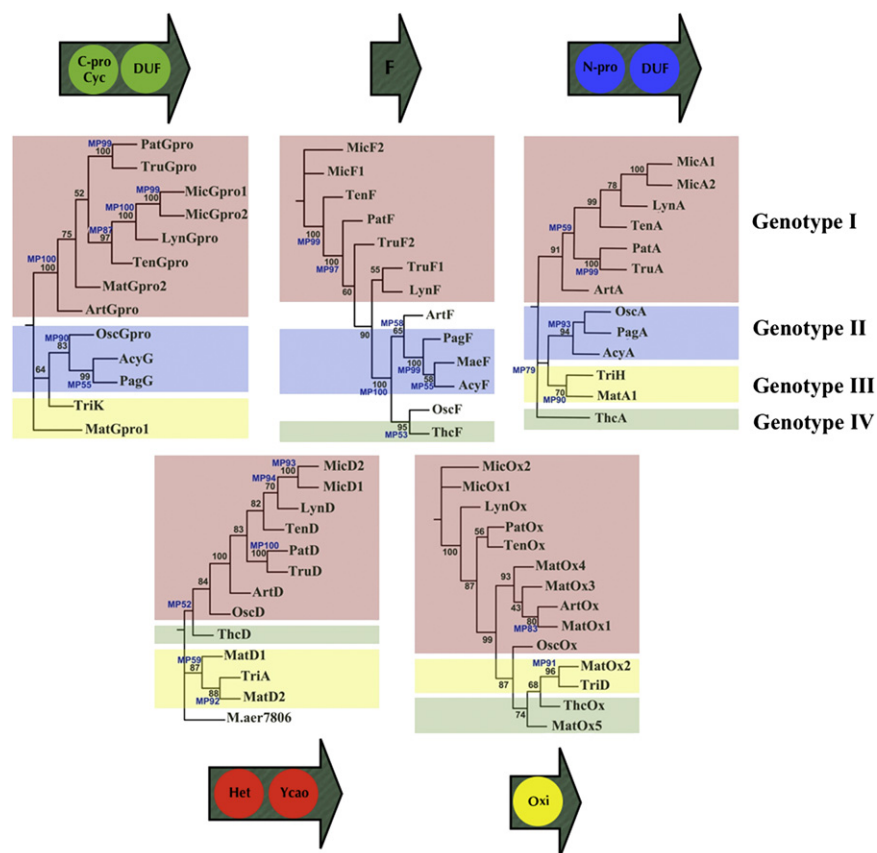 C-pro
Cyc
DUF
F
N-pro
DUF
MP99
PatGpro
100
TruGpro
52
MP99
MicGpro1
100
MP100
MicGpro2
100
MP87
LynGpro
97
TenGpro
75
MatGpro2
MP100
100
ArtGpro
MP90
OscGpro
83
AcyG
99
MP55
PagG
64
TriK
MatGpro1
MicF2
MicF1
TenF
100
MP99
PatF
100
MP97
TruF2
60
55
TruF1
LynF
90
MP58
ArtF
65
PagF
100
MP99
MaeF
58
MP55
AcyF
100
MP100
OscF
95
MP53
ThcF
MicA1
100
MicA2
78
LynA
99
TenA
MP59
PatA
100
MP99
TruA
91
ArtA
OscA
MP93
94
PagA
AcyA
MP79
TriH
70
MP90
MatA1
ThcA
Genotype I
Genotype II
Genotype III
Genotype IV
MP93
MicD2
100
MP94
MicD1
70
LynD
82
TenD
83
MP100
PatD
100
TruD
100
ArtD
84
OscD
MP52
ThcD
MP59
MatD1
87
TriA
88
MP92
MatD2
M.aer7806
MicOx2
MicOx1
LynOx
100
56
PatOx
TenOx
87
MatOx4
93
MatOx3
43
ArtOx
80
MP83
MatOx1
99
OscOx
87
MP91
MatOx2
96
TriD
68
ThcOx
74
MatOx5
Het
Ycao
Oxi